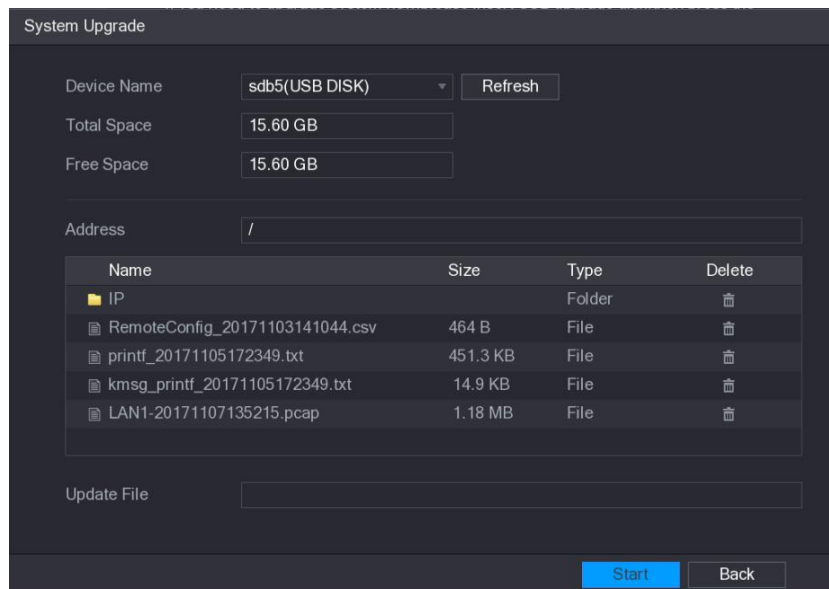 System Upgrade
Device Name sdb5(USB DISK) Refresh
Total Space 15.60 GB
Free Space 15.60 GB
Address /
Name Size Type Delete
IP Folder
RemoteConfig_20171103141044.csv 464 B File
printf_20171105172349.txt 451.3 KB File
kmsg_printf_20171105172349.txt 14.9 KB File
LAN1-20171107135215.pcap 1.18 MB File
Update File
Start Back